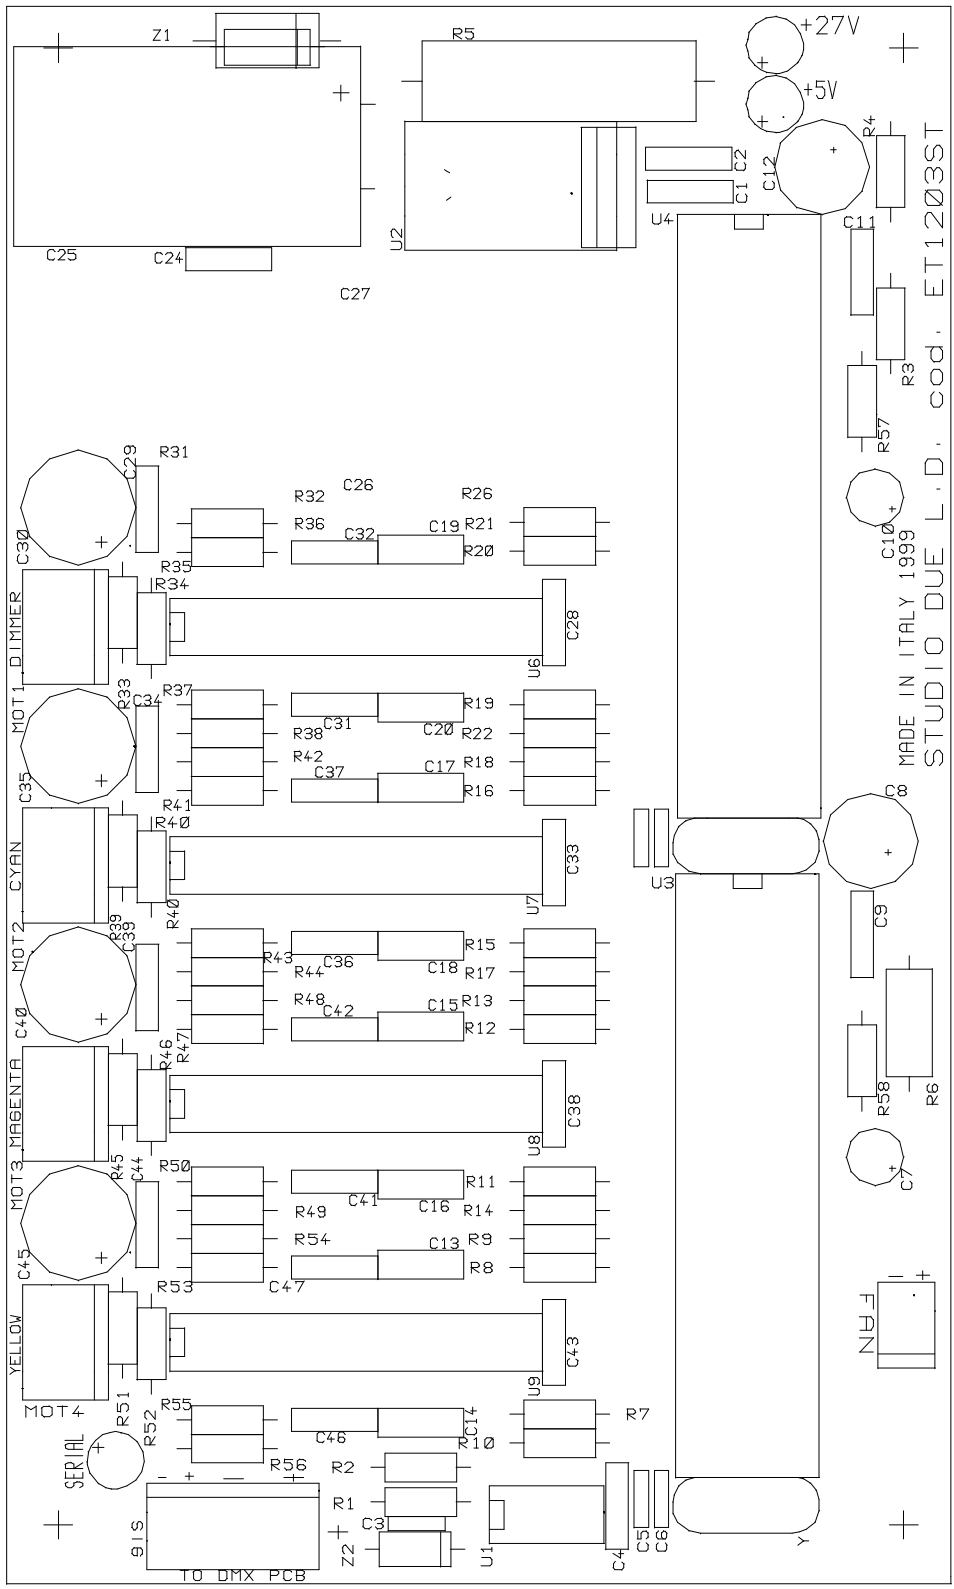 Z1
R5
+27V
+5V
R4
C2
C12
C1
U4
C11
U2
C25
C24
C27
R3
R57
C10
STUDIO DUE L.D. cod. ET1203ST
MADE IN ITALY 1999
C29
R31
C26
R32
R26
C30
R36
C32
C19
R21
R20
R35
R34
C28
U6
MOT1 DIMMER
R33
C34
R37
C31
C20
R19
R38
R22
R42
R18
C35
C37
C17
R16
R41
R40
C33
U7
C8
U3
MOT2 CYAN
R40
R39
C39
C9
R43
R44
C36
C18
R15
R17
R48
C42
C15
R13
R12
C40
R47
R46
C38
U8
R58
R6
C7
MOT3 MAGENTA
R45
C44
R50
C41
C16
R11
R49
R14
R54
C13
R9
R8
C45
R53
C47
C43
U9
FAN
YELLOW
MOT4
R51
R52
R55
C46
C14
R7
R10
SERIAL
R56
R2
R1
C3
Z2
U1
C4
C5
C6
Y
SIG
TO DMX PCB